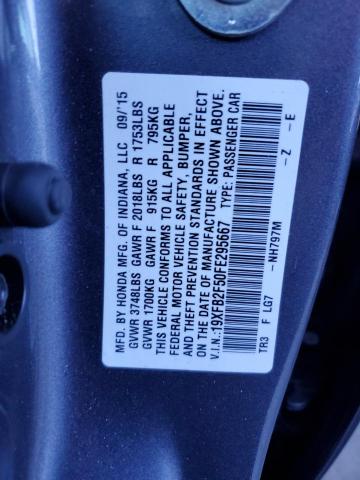 MFD. BY HONDA MFG. OF INDIANA, LLC 09/15
GVWR 3748LBS GAWR F 2018LBS R 1753LBS
GVWR 1700KG GAWR F 915KG R 795KG
THIS VEHICLE CONFORMS TO ALL APPLICABLE
FEDERAL MOTOR VEHICLE SAFETY, BUMPER,
AND THEFT PREVENTION STANDARDS IN EFFECT
ON THE DATE OF MANUFACTURE SHOWN ABOVE.
V.I.N.:19XFB2F50FE295667 TYPE: PASSENGER CAR
-NH797M -Z -E
TR3 F LG7